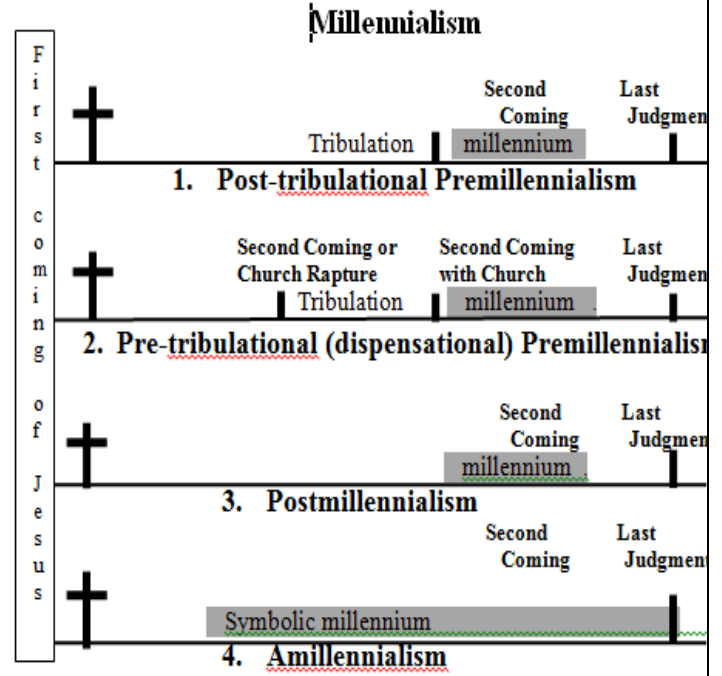 Millennialism
First coming of Jesus
Second Last
Coming Judgmen
Tribulation millennium
1. Post-tribulational Premillennialism
Second Coming or Second Coming Last
Church Rapture with Church Judgmen
Tribulation millennium .
2. Pre-tribulational (dispensational) Premillennialisr
Second Last
Coming Judgmen
millennium .
3. Postmillennialism
Second Last
Coming Judgment
Symbolic millennium
4. Amillennialism